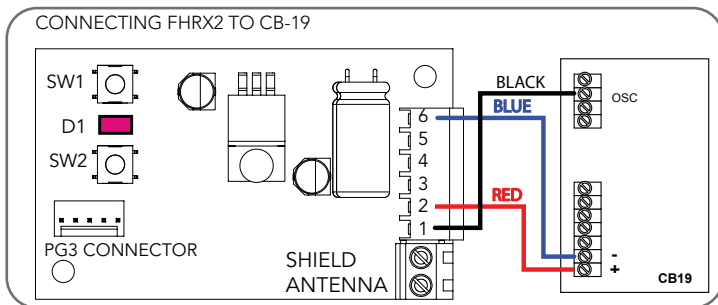 CONNECTING FHRX2 TO CB-19
SW1
D1
SW2
PG3 CONNECTOR
SHIELD
ANTENNA
6
5
4
3
2
1
BLACK
BLUE
RED
OSC
-
+
CB19